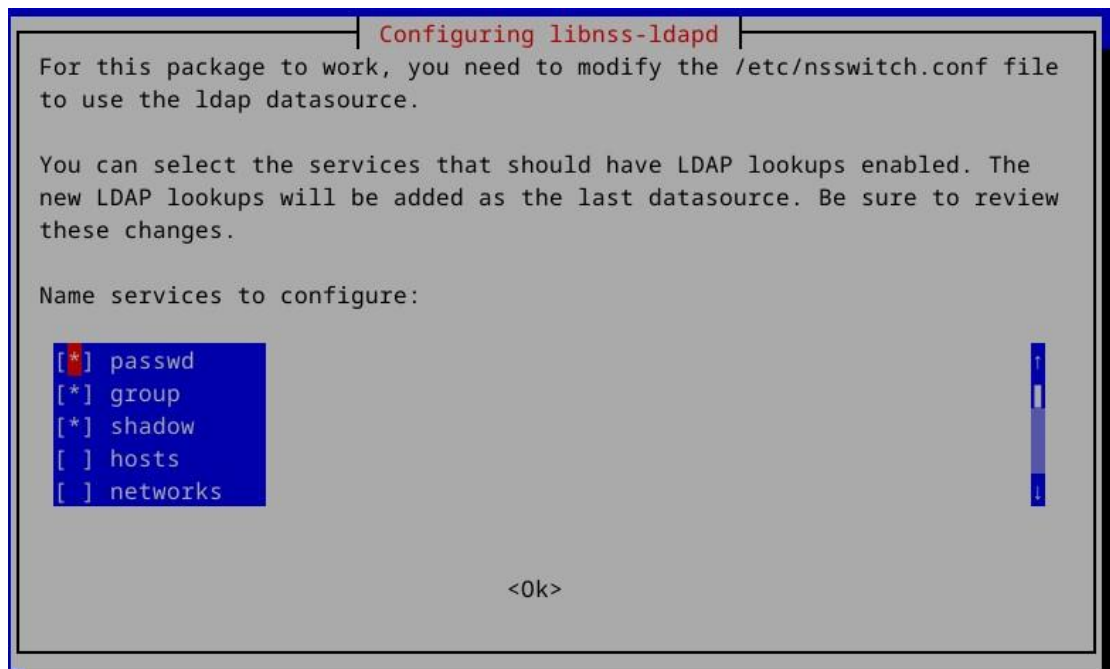 Configuring libnss-ldapd
For this package to work, you need to modify the /etc/nsswitch.conf file
to use the ldap datasource.
You can select the services that should have LDAP lookups enabled. The
new LDAP lookups will be added as the last datasource. Be sure to review
these changes.
Name services to configure:
[*] passwd
[*] group
[*] shadow
[ ] hosts
[ ] networks
<Ok>